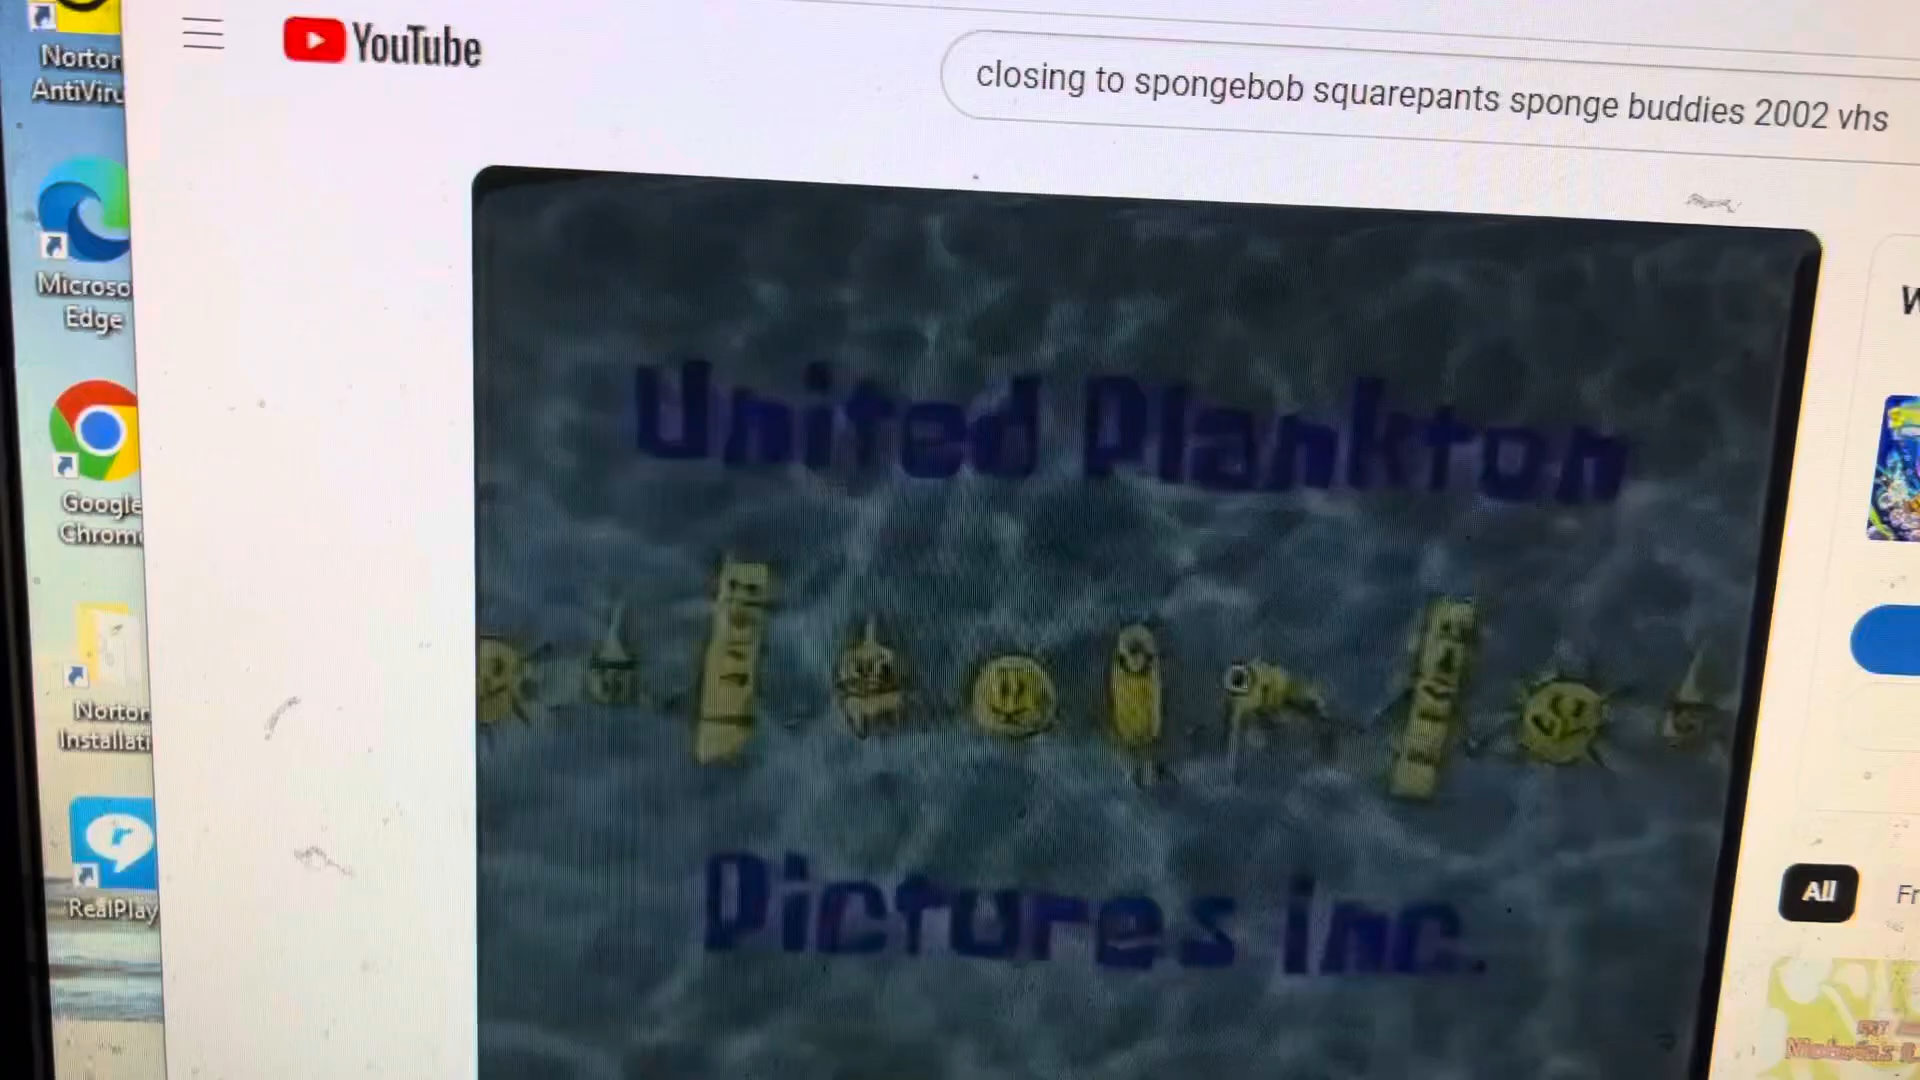 Norton
AntiViru
YouTube
closing to spongebob squarepants sponge buddies 2002 vhs
Microso
Edge
W
Google
Chrom
United Plankton
Norton
Installati
Pictures inc.
RealPlay
All
Fr